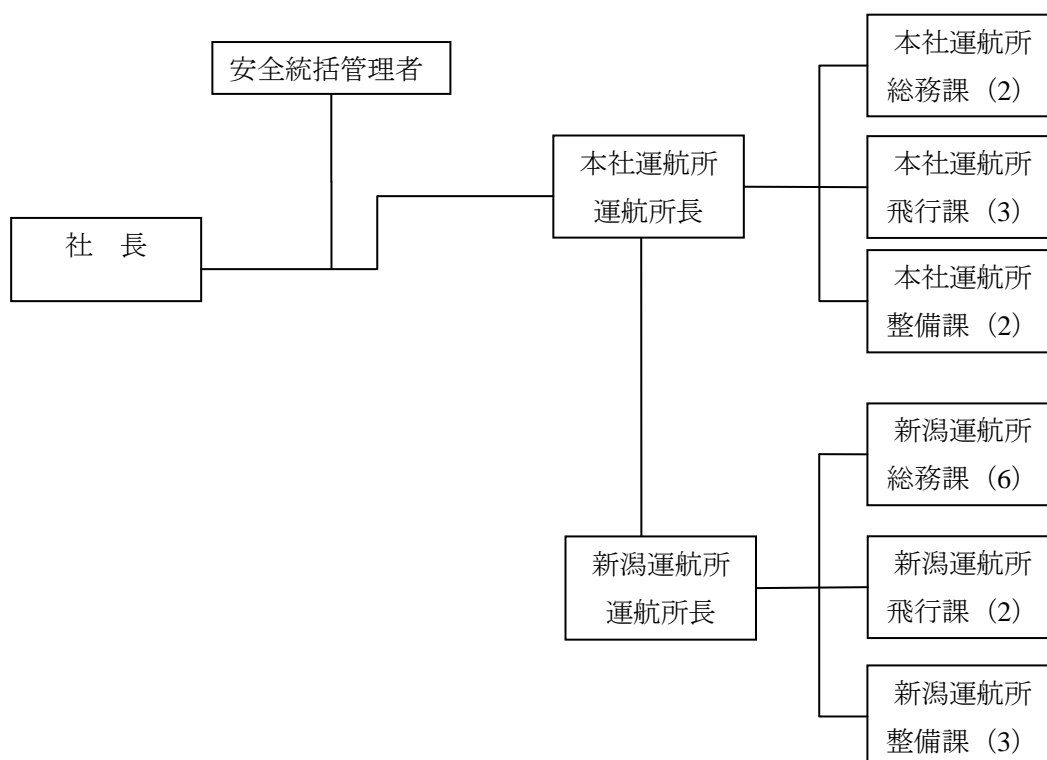 安全統括管理者
社　長
本社運航所
運航所長
本社運航所
総務課（2）
本社運航所
飛行課（3）
本社運航所
整備課（2）
新潟運航所
運航所長
新潟運航所
総務課（6）
新潟運航所
飛行課（2）
新潟運航所
整備課（3）